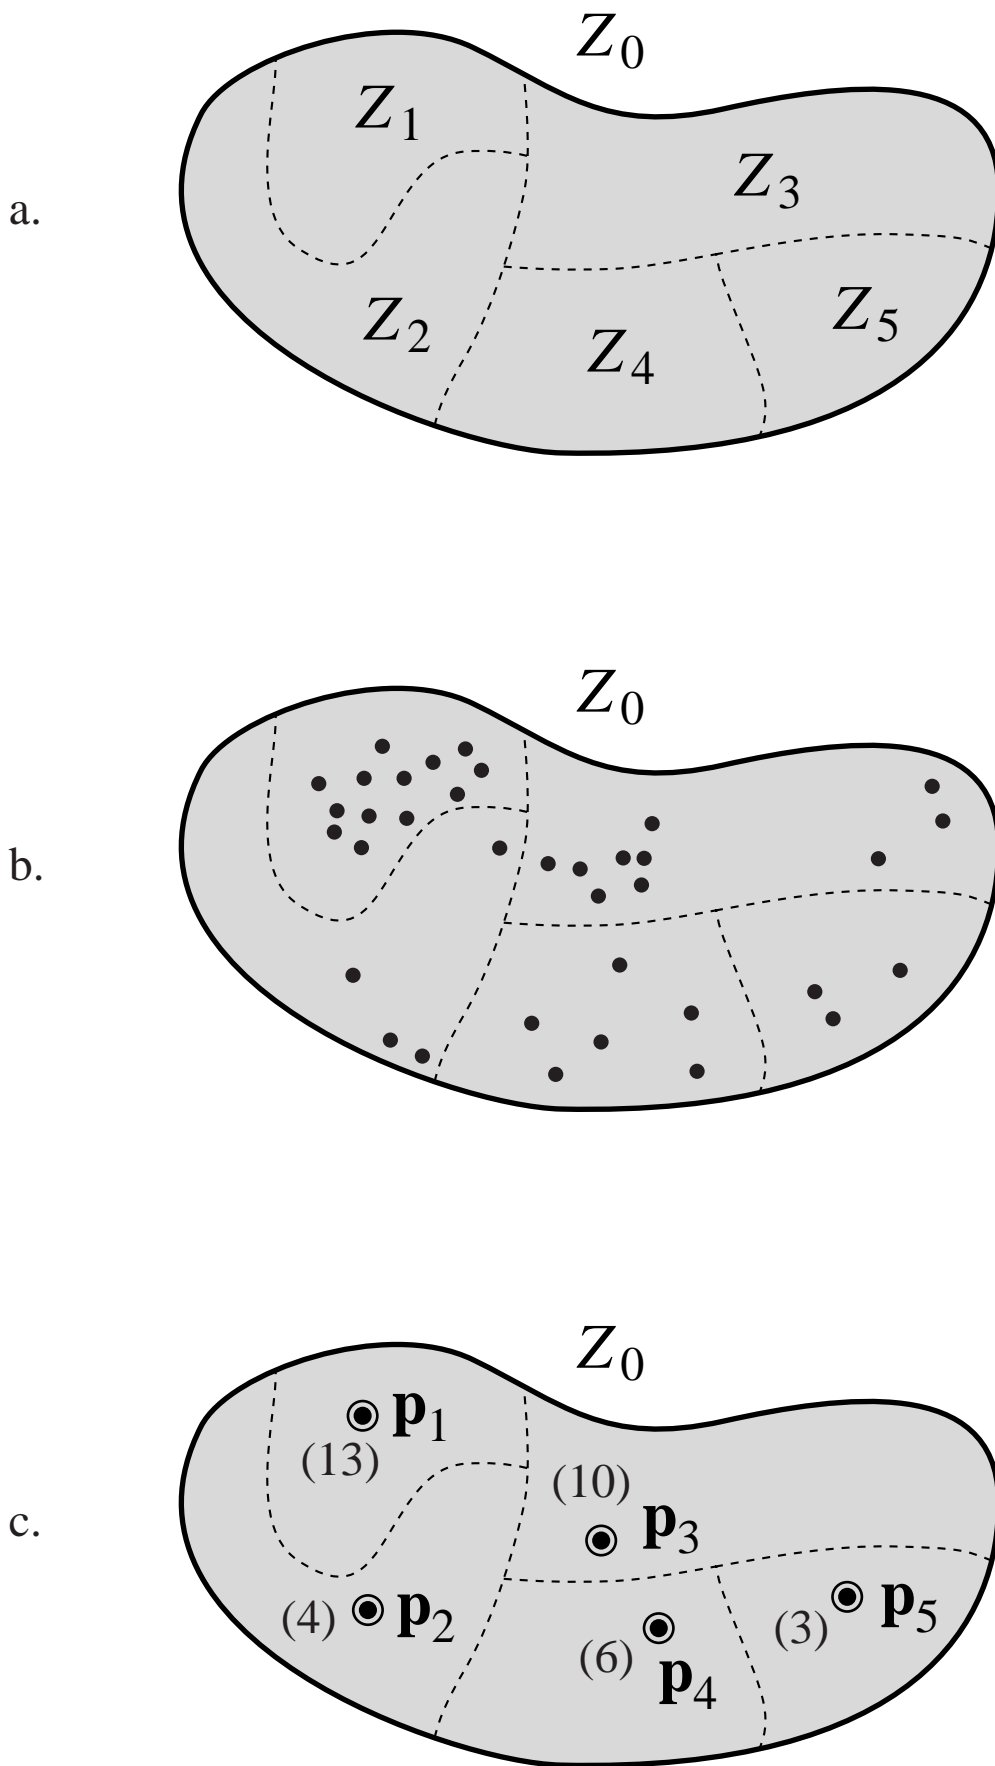 Z0
Z1
Z3
a.
Z2
Z5
Z4
Z0
b.
Z0
p1
(13)
(10)
p3
c.
(4) p2
(3) p5
(6)
p4